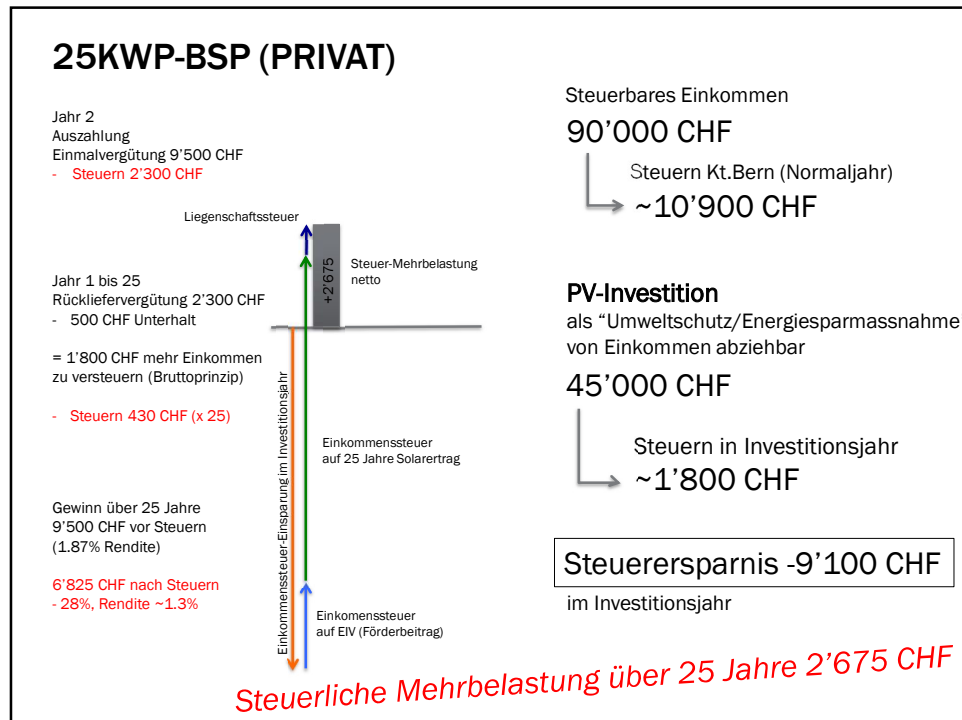 25KWP-BSP (PRIVAT)
Jahr 2
Auszahlung
Einmalvergütung 9'500 CHF
- Steuern 2'300 CHF
Jahr 1 bis 25
Rückliefervergütung 2'300 CHF
- 500 CHF Unterhalt
= 1'800 CHF mehr Einkommen
zu versteuern (Bruttoprinzip)
- Steuern 430 CHF (x 25)
Gewinn über 25 Jahre
9'500 CHF vor Steuern
(1.87% Rendite)
6'825 CHF nach Steuern
- 28%, Rendite ~1.3%
Liegenschaftssteuer
+2'675
Steuer-Mehrbelastung
netto
Einkommenssteuer-Einsparung im Investitionsjahr
Einkommenssteuer
auf 25 Jahre Solarertrag
Einkomenssteuer
auf EIV (Förderbeitrag)
Steuerbares Einkommen
90'000 CHF
Steuern Kt.Bern (Normaljahr)
~10'900 CHF
PV-Investition
als "Umweltschutz/Energiesparmassnahme
von Einkommen abziehbar
45'000 CHF
Steuern in Investitionsjahr
~1'800 CHF
Steuerersparnis -9'100 CHF
im Investitionsjahr
Steuerliche Mehrbelastung über 25 Jahre 2'675 CHF